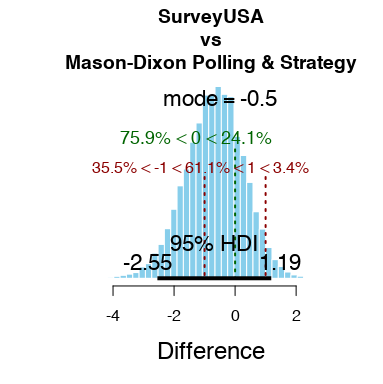 SurveyUSA
vs
Mason-Dixon Polling & Strategy
mode = -0.5
75.9% < 0 < 24.1%
35.5% < -1 < 61.1% < 1 < 3.4%
95% HDI
-2.55 1.19
-4 -2 0 2
Difference